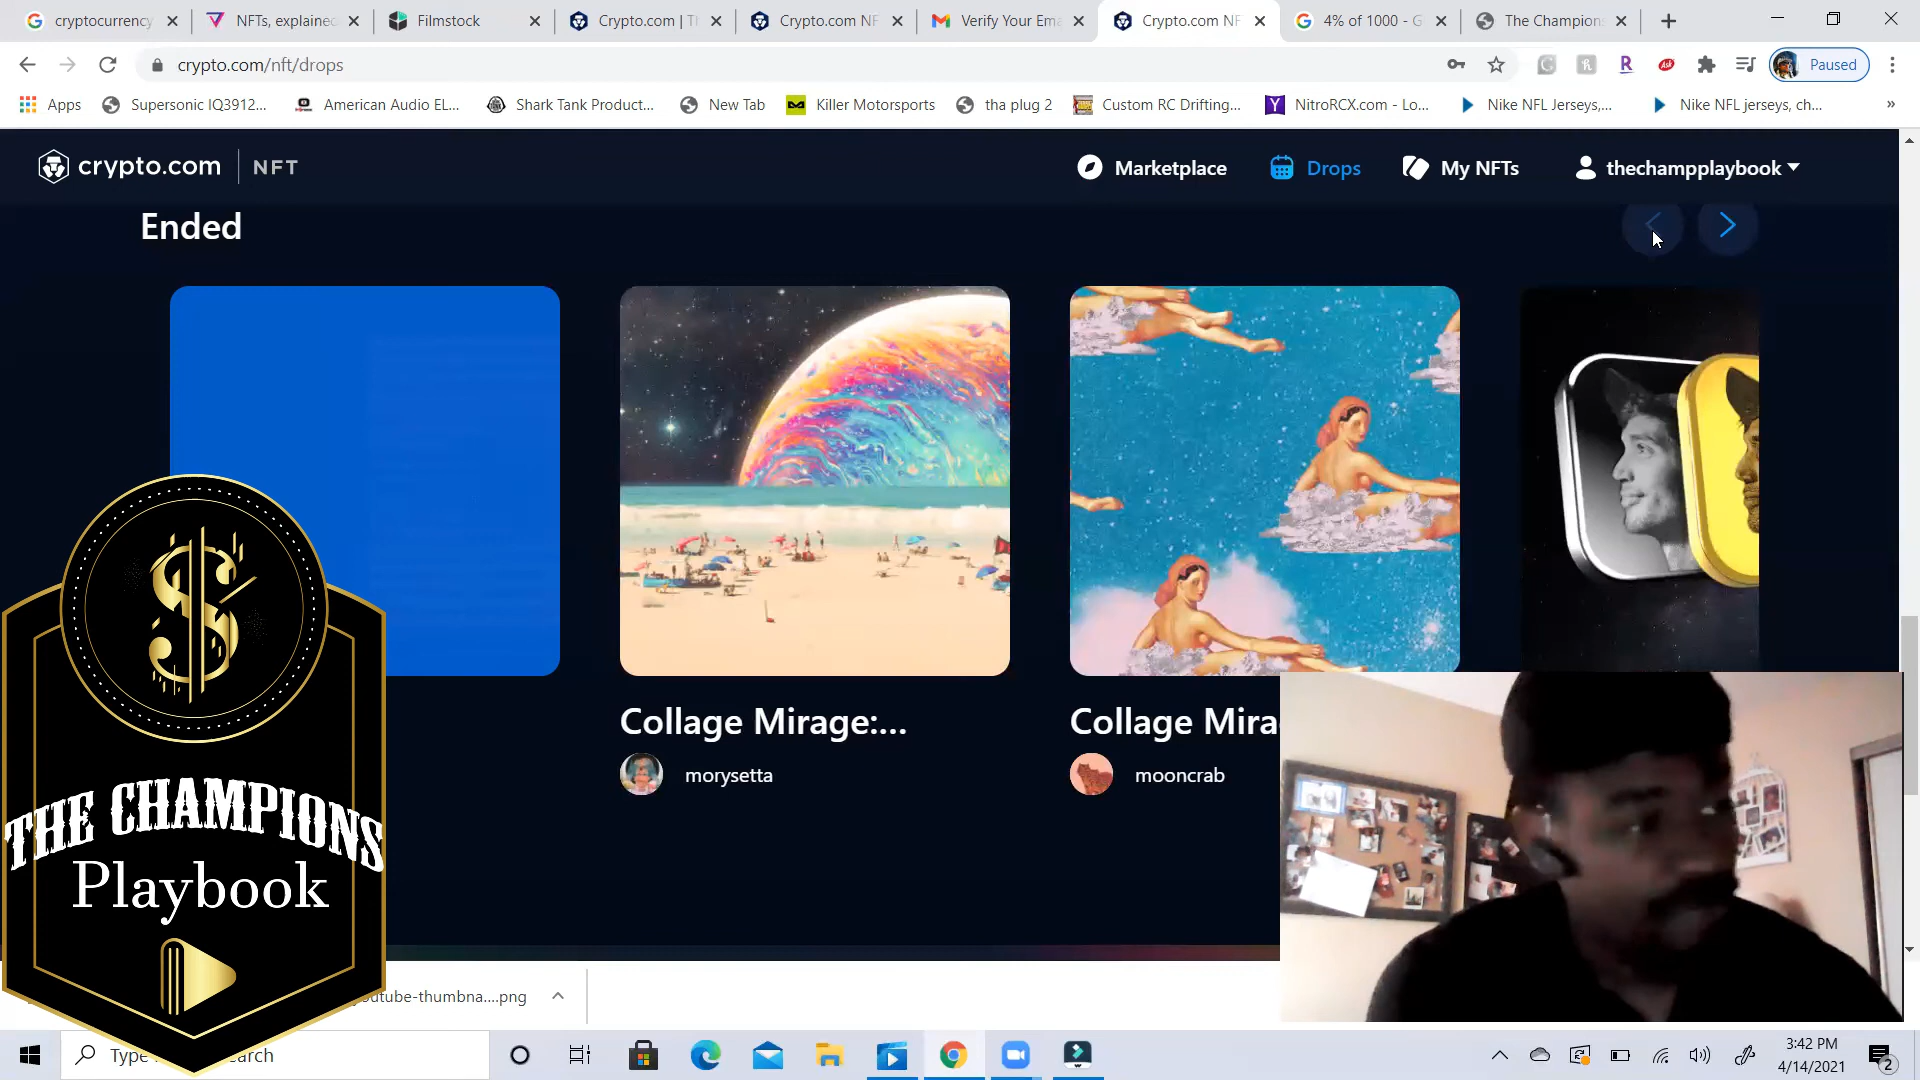 cryptocurrency
NFTs, explained
Filmstock
Crypto.com | T
Crypto.com NF
Verify Your Ema
Crypto.com NF
4% of 1000 - G
The Champion
crypto.com/nft/drops
Paused
Apps
Supersonic IQ3912...
American Audio EL...
Shark Tank Product...
New Tab
Killer Motorsports
tha plug 2
Custom RC Drifting...
NitroRCX.com - Lo...
Nike NFL Jerseys,...
Nike NFL jerseys, ch...
crypto.com | NFT
Marketplace
Drops
My NFTs
thechampplaybook
Ended
Collage Mirage:...
morysetta
Collage Mira
mooncrab
THE CHAMPIONS
Playbook
outube-thumbna....png
Type
arch
3:42 PM
4/14/2021
2